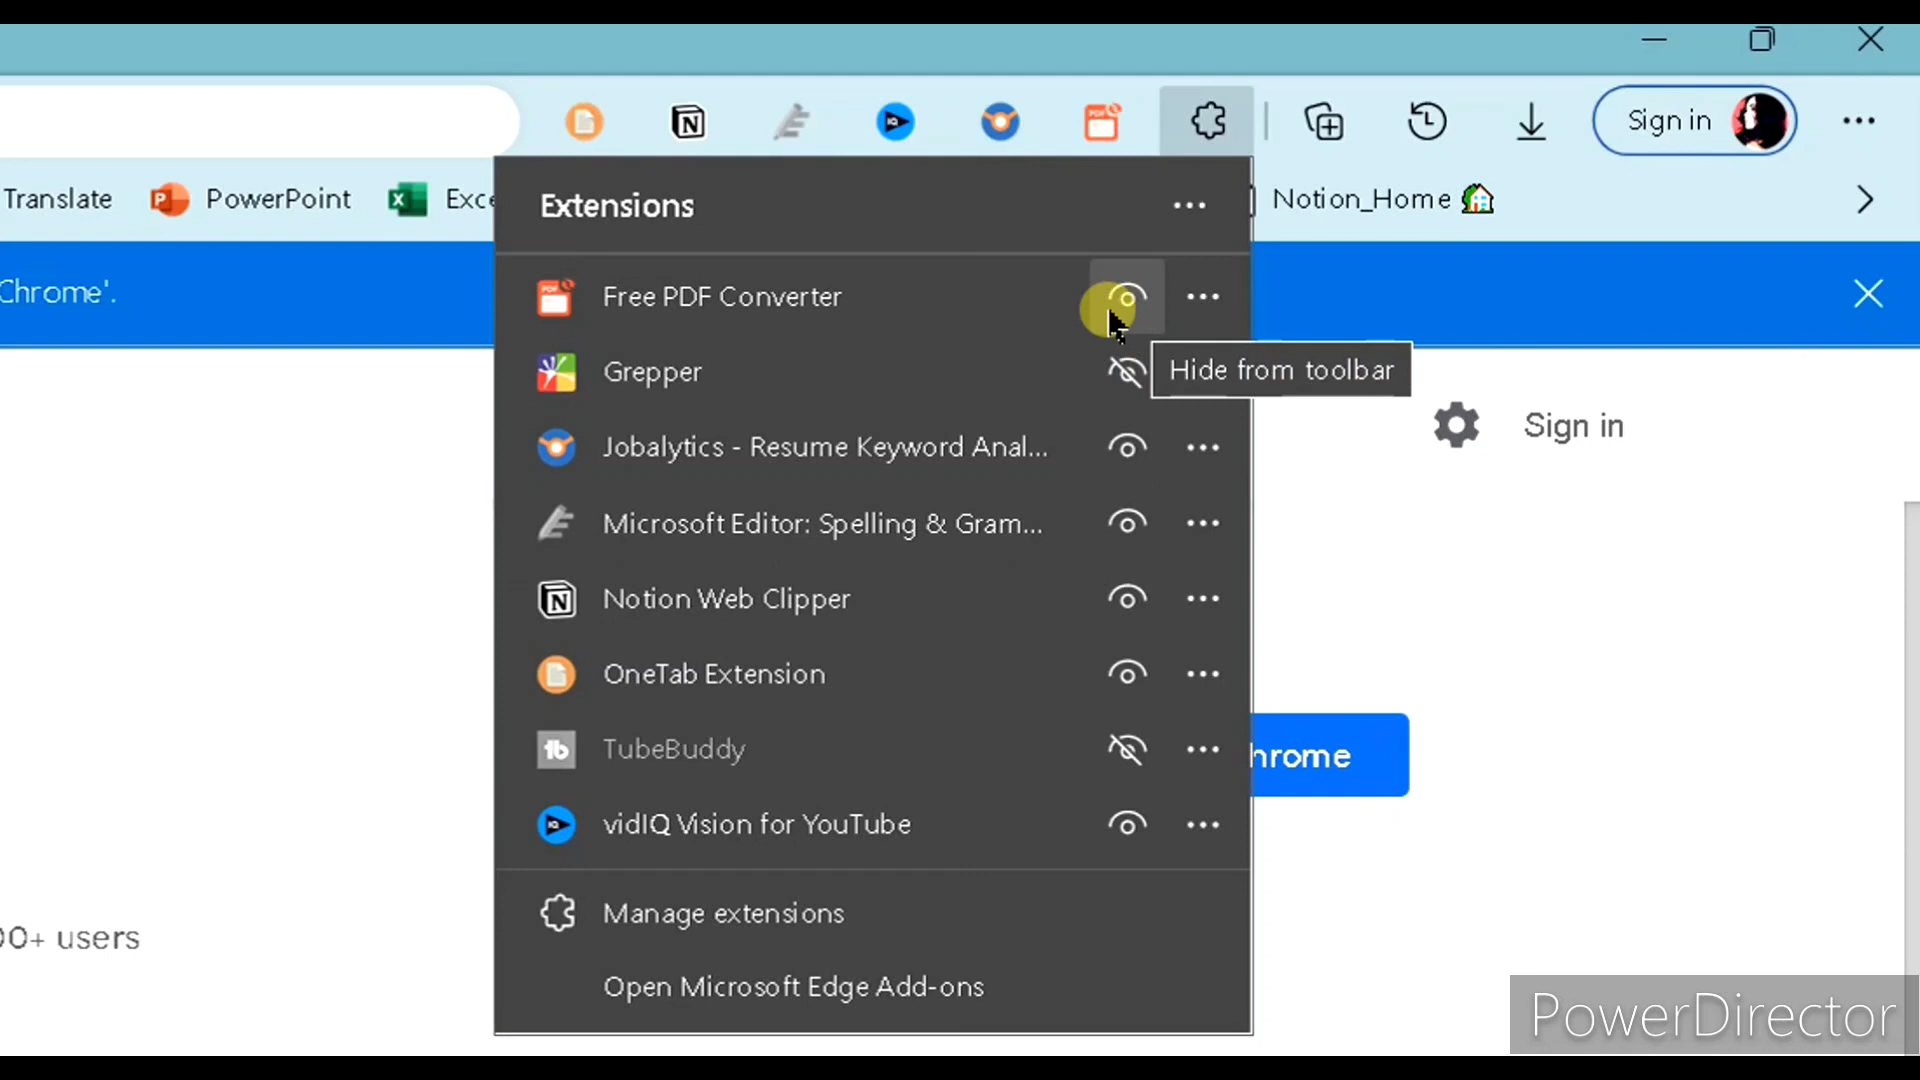 Sign in
Translate PowerPoint Exce Notion_Home
Extensions
Chrome'.
Free PDF Converter
Grepper
Hide from toolbar
Sign in
Jobalytics - Resume Keyword Anal...
Microsoft Editor: Spelling & Gram...
Notion Web Clipper
OneTab Extension
TubeBuddy
hrome
vidIQ Vision for YouTube
Manage extensions
00+ users
Open Microsoft Edge Add-ons
PowerDirector